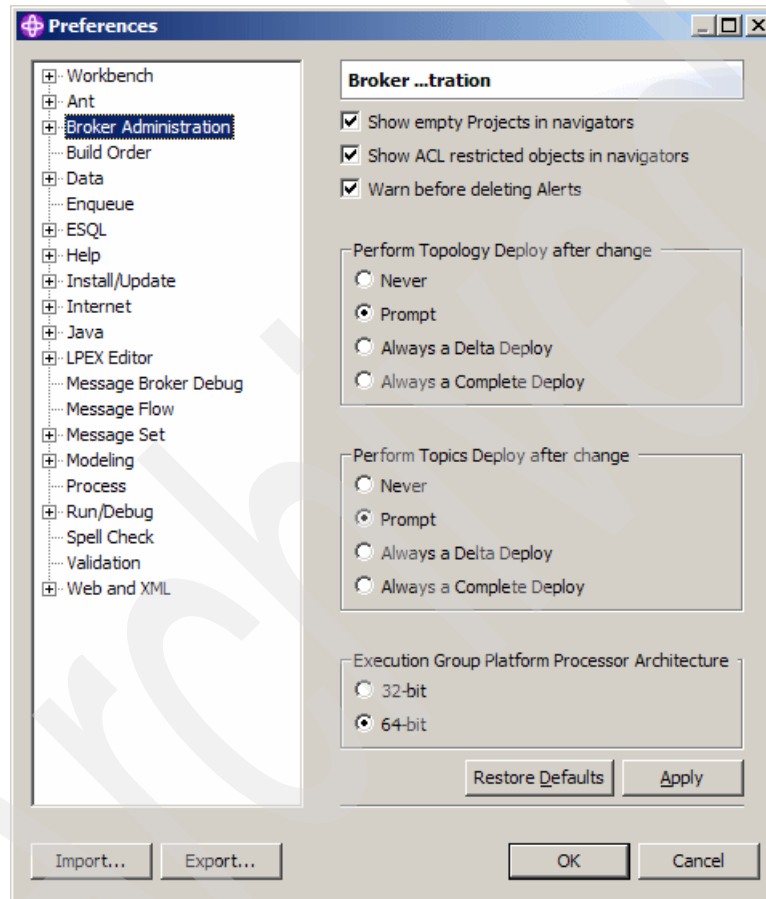 Preferences
Workbench
Ant
Broker Administration
Build Order
Data
Enqueue
ESQL
Help
Install/Update
Internet
Java
LPEX Editor
Message Broker Debug
Message Flow
Message Set
Modeling
Process
Run/Debug
Spell Check
Validation
Web and XML
Broker ...tration
Show empty Projects in navigators
Show ACL restricted objects in navigators
Warn before deleting Alerts
Perform Topology Deploy after change
Never
Prompt
Always a Delta Deploy
Always a Complete Deploy
Perform Topics Deploy after change
Never
Prompt
Always a Delta Deploy
Always a Complete Deploy
Execution Group Platform Processor Architecture
32-bit
64-bit
Restore Defaults
Apply
Import...
Export...
OK
Cancel